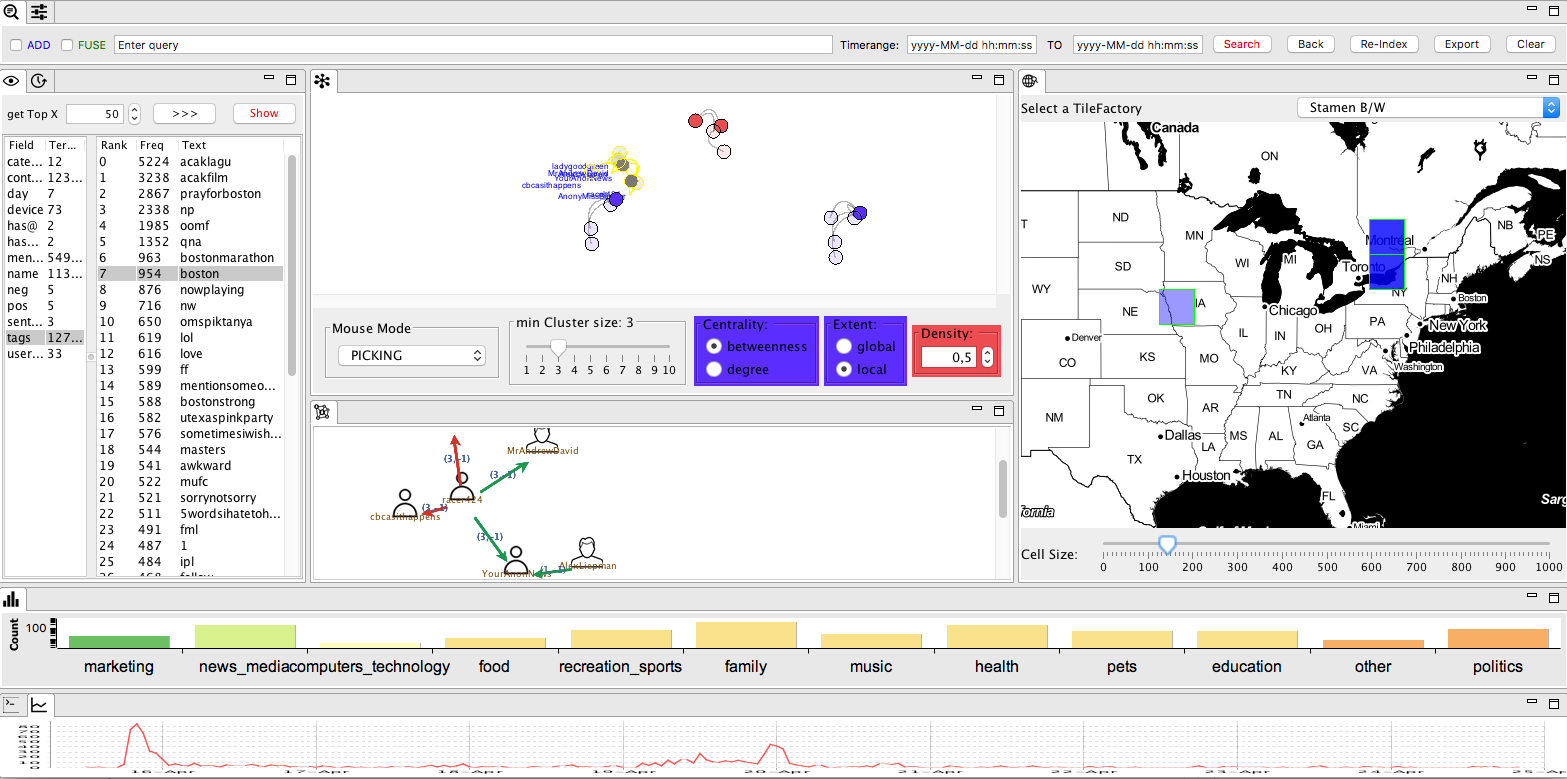 ADD FUSE Enter query Timerange: yyyy-MM-dd hh:mm:ss TO yyyy-MM-dd hh:mm:ss Search Back Re-Index Export Clear
get Top X 50 >>> Show
Field Ter...
cate... 12
cont... 123...
day 7
device 73
has@ 2
has... 2
men... 549...
name 113...
neg 5
pos 5
sent... 3
tags 127...
user... 33
Rank Freq Text
0 5224 acaklagu
1 3238 acakfilm
2 2867 prayforboston
3 2338 np
4 1985 oomf
5 1352 qna
6 963 bostonmarathon
7 954 boston
8 876 nowplaying
9 716 nw
10 650 omspiktanya
11 619 lol
12 616 love
13 599 ff
14 589 mentionsomeo...
15 588 bostonstrong
16 582 utexaspinkparty
17 576 sometimesiwish...
18 544 masters
19 541 awkward
20 522 mufc
21 521 sorrynotsorry
22 511 5wordsihatetoh...
23 491 fml
24 487 1
25 484 ipl
ladygood
cbcasithappens
Mouse Mode
PICKING
min Cluster size: 3
1 2 3 4 5 6 7 8 9 10
Centrality:
betweenness
degree
Extent:
global
local
Density:
0,5
MrAndrewDavid
(3,-1)
(3,-1)
racer424
(3,-1)
cbcasithappens
(3,-1)
AlexLiepman
YourAnonNews
Select a TileFactory Stamen B/W
Canada
ON
ND
MN
NB
PE
NS
Montréal
SD
WI
MI
Toronto
NH
WY
NE
IA
NY
Boston
Chicago
New York
Denver
IL
IN
OH
PA
Philadelphia
CO
KS
MO
KY
VA
Washington
OK
AR
TN
NC
NM
Atlanta
SC
Dallas
LA
MS
AL
GA
TX
Houston
FL
Miami
Cell Size:
0 100 200 300 400 500 600 700 800 900 1000
Count
100
marketing news_media computers_technology food recreation_sports family music health pets education other politics
80
70
60
50
40
30
20
10
0
16-Apr 17-Apr 18-Apr 19-Apr 20-Apr 21-Apr 22-Apr 23-Apr 24-Apr